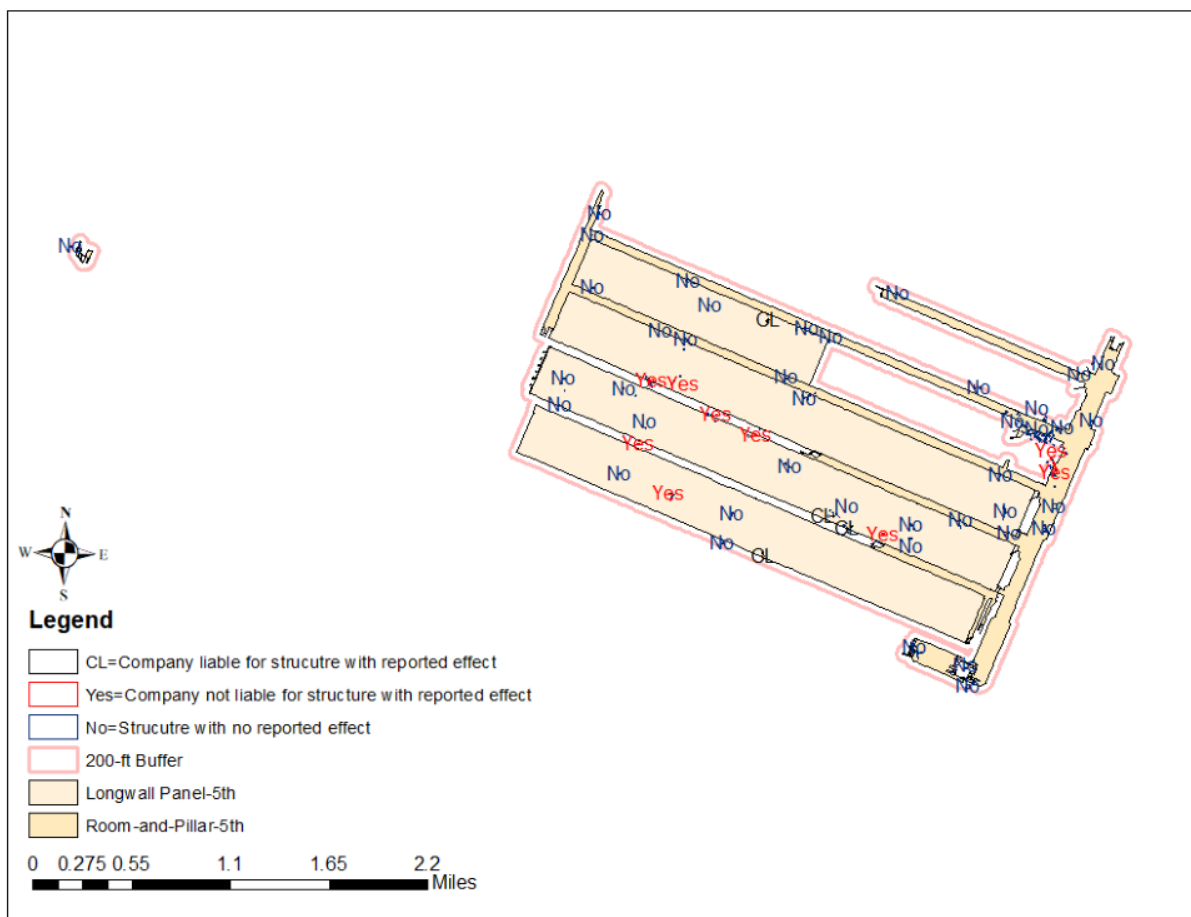 No
No
No
No
No
No
No
CL
No
No
No
No
No
No
No
No
Yes
Yes
No
No
No
No
No
Yes
No
No
No
No
No
Yes
Yes
Yes
No
Yes
No
No
Yes
No
No
No
No
CL
No
No
CL
No
No
Yes
No
No
CL
No
No
No
N
W E
S
Legend
CL=Company liable for strucutre with reported effect
Yes=Company not liable for structure with reported effect
No=Strucutre with no reported effect
200-ft Buffer
Longwall Panel-5th
Room-and-Pillar-5th
0 0.275 0.55 1.1 1.65 2.2
Miles